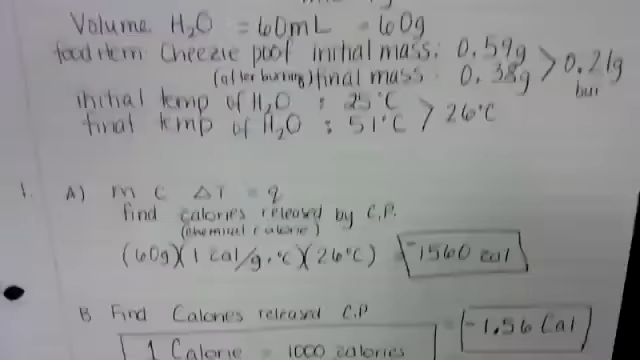 Volume H₂O = 60mL = 60g
food item: Cheezie poof initial mass: 0.59g > 0.21g
(after burning) final mass: 0.38g
initial temp of H₂O : 25°C > 26°C
final temp of H₂O : 51°C
1. A) m C ΔT = q
find calories released by C.P.
(chemical calorie)
(60g)(1 cal/g.°C)(26°C) = -1560 cal
B Find Calories released C.P = -1.56 Cal
1 Calorie = 1000 calories